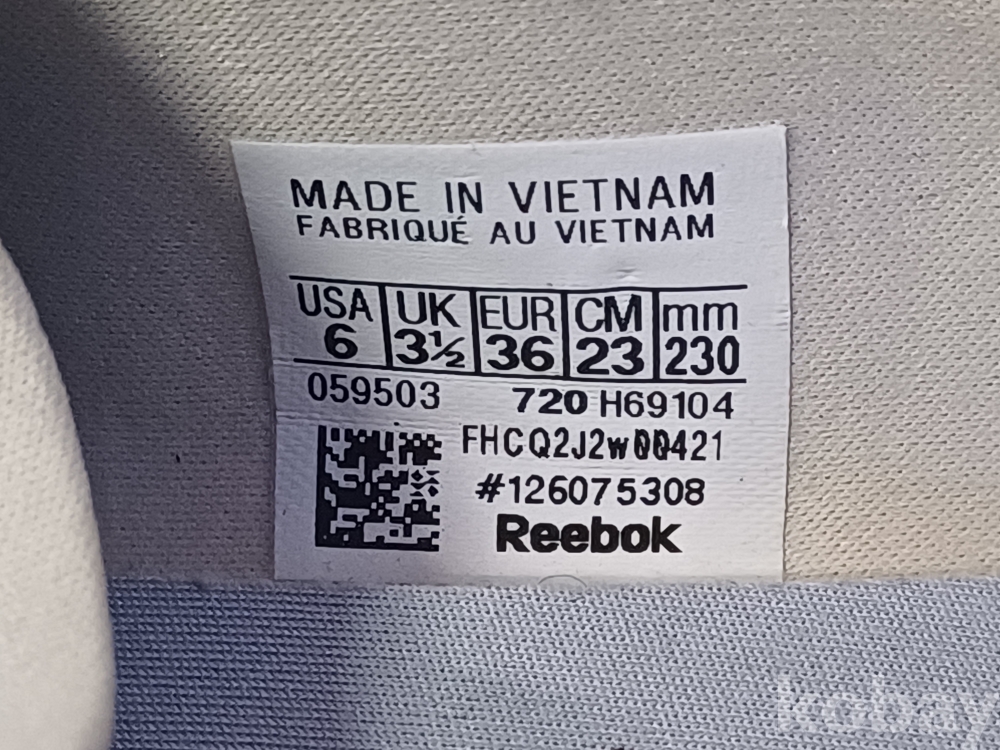 MADE IN VIETNAM
FABRIQUÉ AU VIETNAM
USA UK EUR CM mm
6 3½ 36 23 230
059503 720 H69104
FHCQ2J2w00421
#126075308
Reebok
kobay